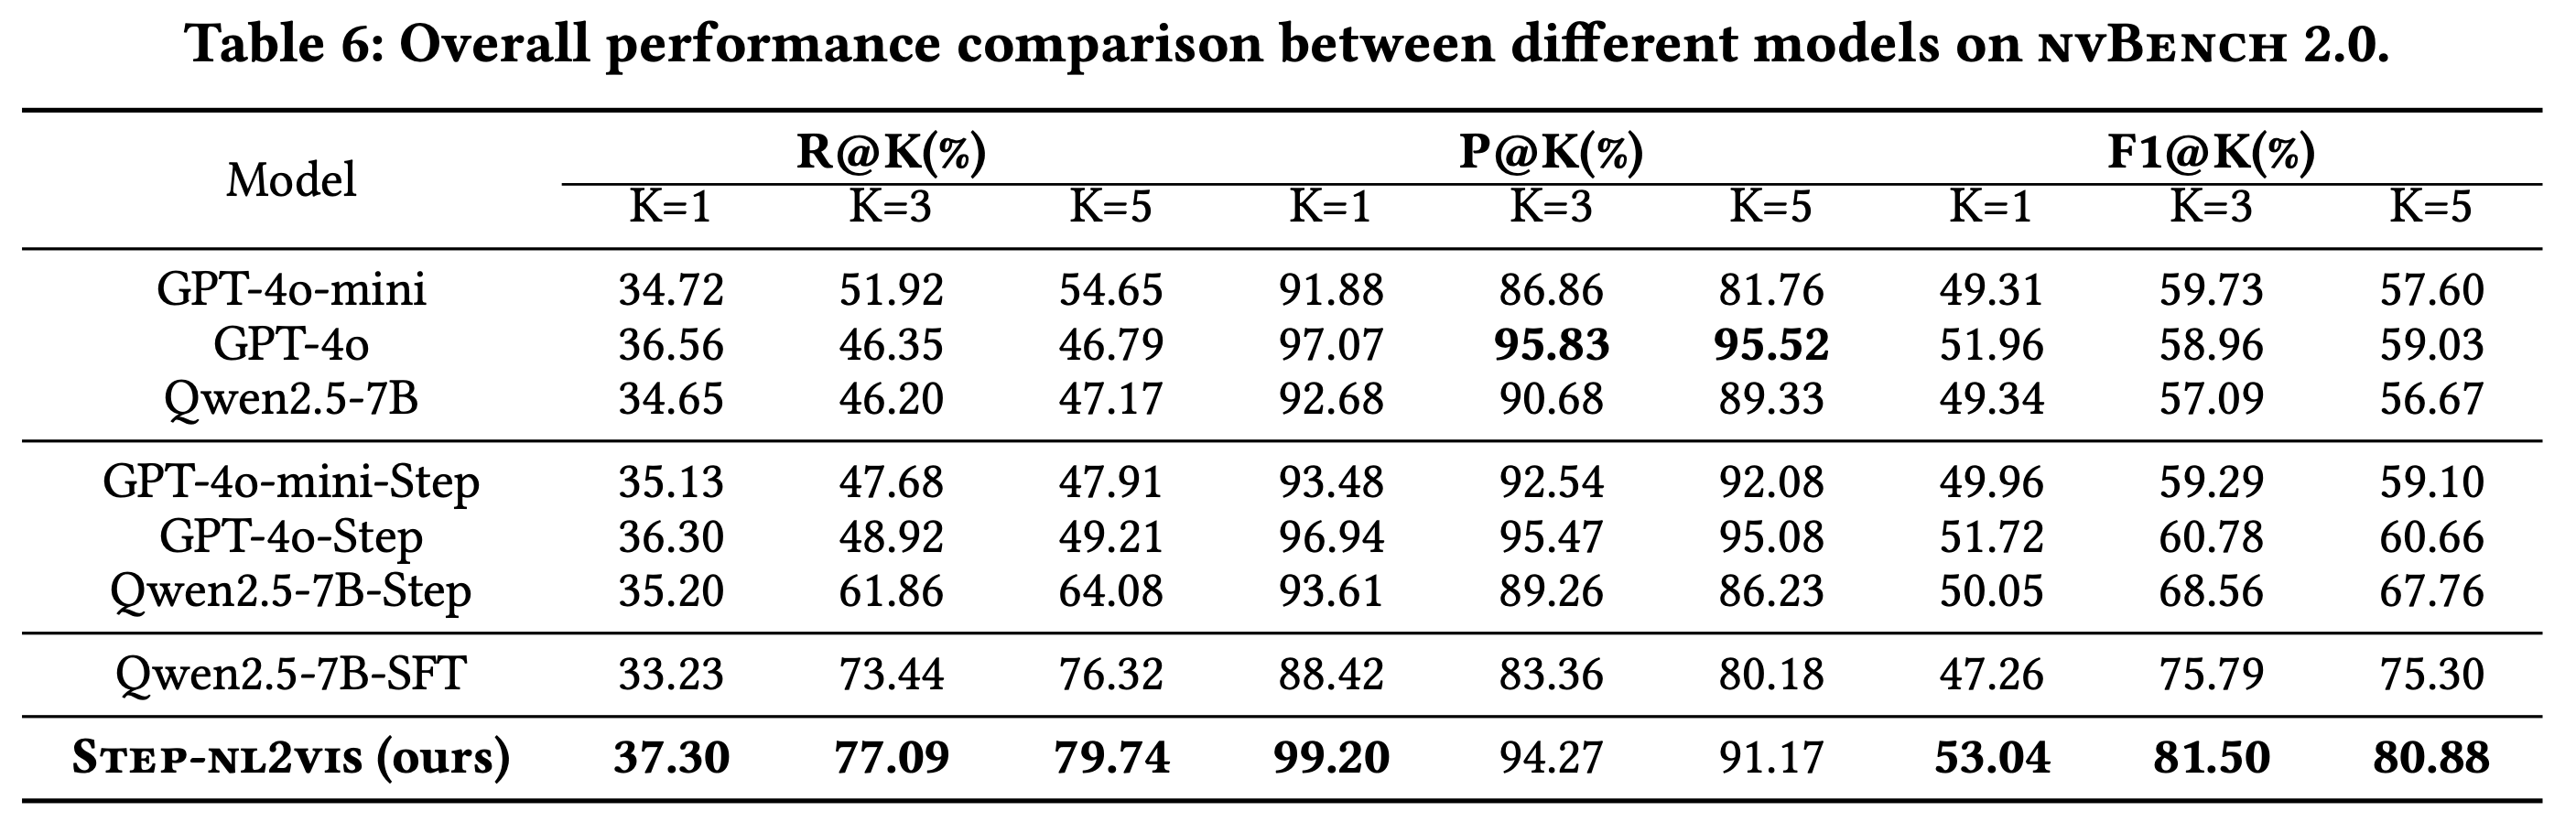 Table 6: Overall performance comparison between different models on nvBench 2.0.
Model R@K(%) P@K(%) F1@K(%)
K=1 K=3 K=5 K=1 K=3 K=5 K=1 K=3 K=5
GPT-4o-mini 34.72 51.92 54.65 91.88 86.86 81.76 49.31 59.73 57.60
GPT-4o 36.56 46.35 46.79 97.07 95.83 95.52 51.96 58.96 59.03
Qwen2.5-7B 34.65 46.20 47.17 92.68 90.68 89.33 49.34 57.09 56.67
GPT-4o-mini-Step 35.13 47.68 47.91 93.48 92.54 92.08 49.96 59.29 59.10
GPT-4o-Step 36.30 48.92 49.21 96.94 95.47 95.08 51.72 60.78 60.66
Qwen2.5-7B-Step 35.20 61.86 64.08 93.61 89.26 86.23 50.05 68.56 67.76
Qwen2.5-7B-SFT 33.23 73.44 76.32 88.42 83.36 80.18 47.26 75.79 75.30
Step-nl2vis (ours) 37.30 77.09 79.74 99.20 94.27 91.17 53.04 81.50 80.88